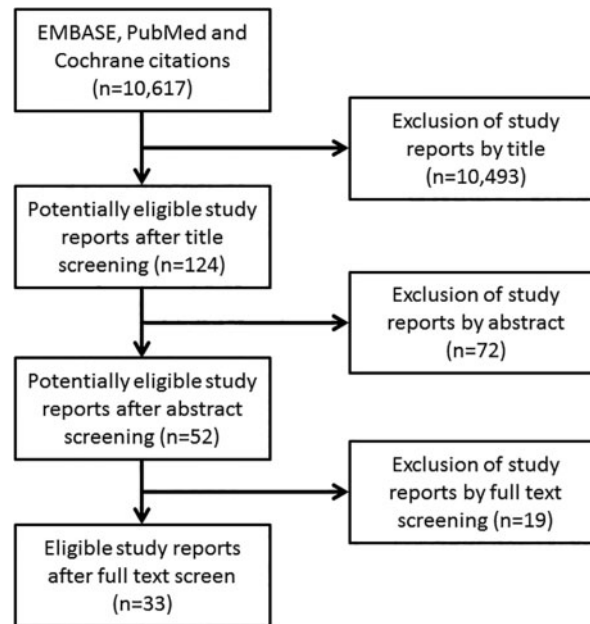 EMBASE, PubMed and
Cochrane citations
(n=10,617)
Exclusion of study
reports by title
(n=10,493)
Potentially eligible study
reports after title
screening (n=124)
Exclusion of study
reports by abstract
(n=72)
Potentially eligible study
reports after abstract
screening (n=52)
Exclusion of study
reports by full text
screening (n=19)
Eligible study reports
after full text screen
(n=33)